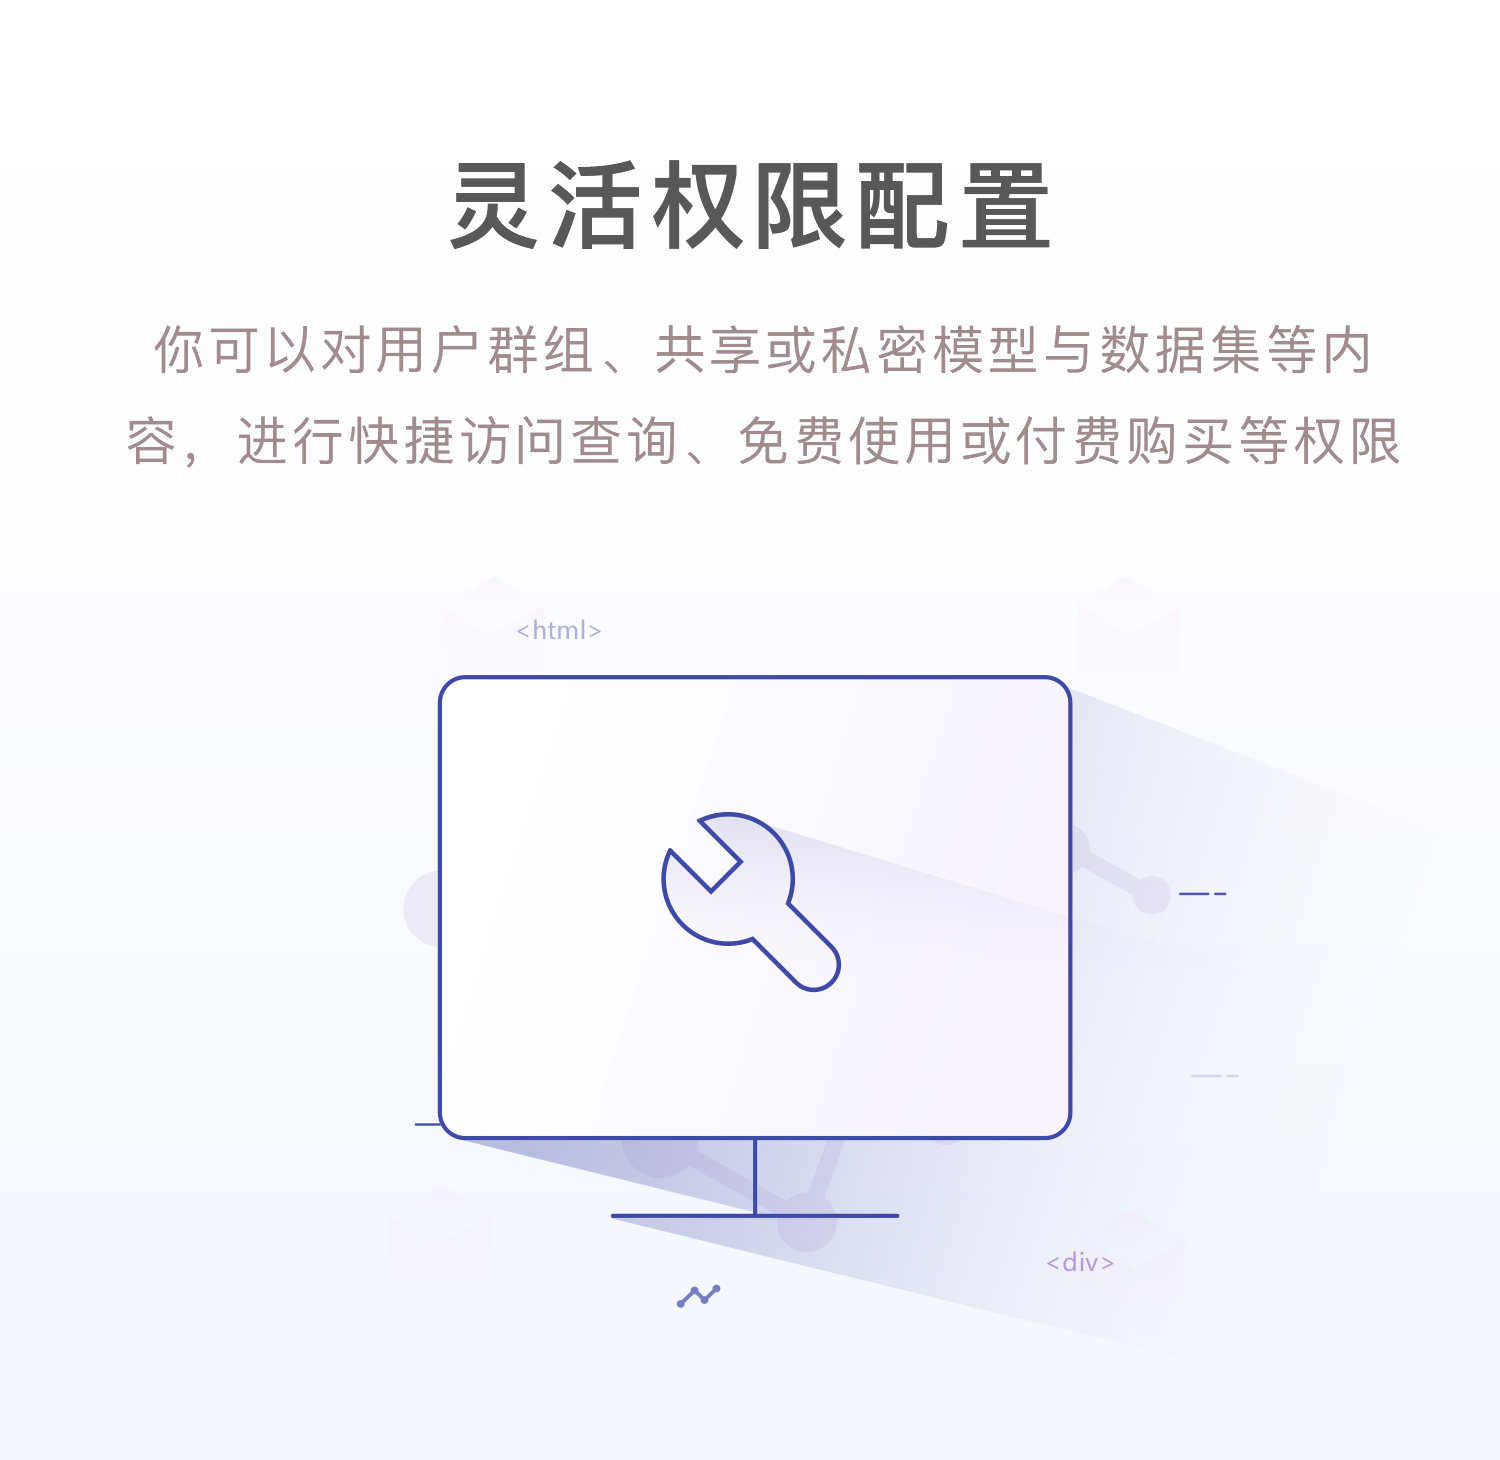 灵活权限配置
你可以对用户群组、共享或私密模型与数据集等内
容，进行快捷访问查询、免费使用或付费购买等权限
<html>
<div>